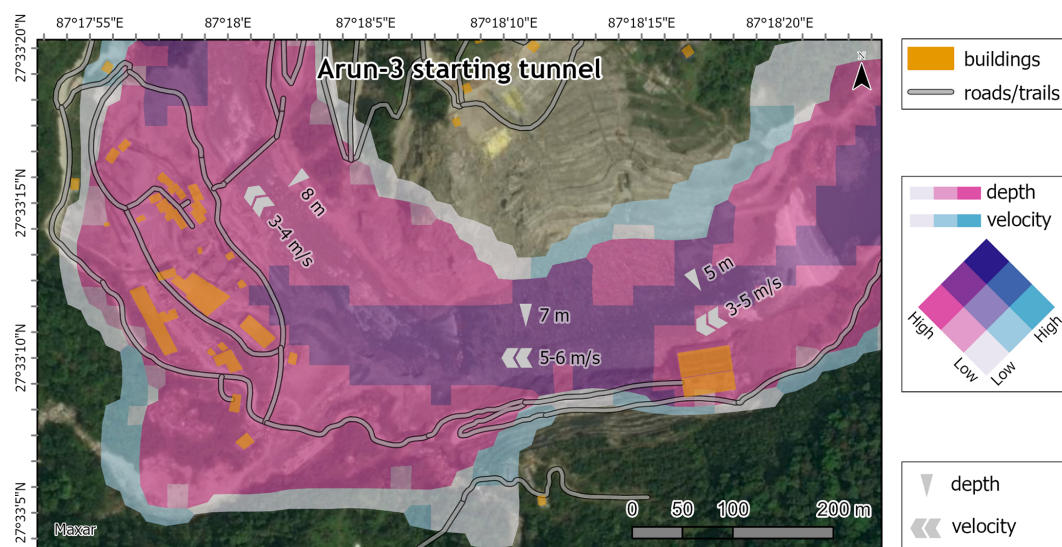 87°17'55"E 87°18'E 87°18'5"E 87°18'10"E 87°18'15"E 87°18'20"E
27°33'20"N
27°33'15"N
27°33'10"N
27°33'5"N
Arun-3 starting tunnel
N
8 m
3-4 m/s
7 m
5-6 m/s
5 m
3-5 m/s
Maxar
0 50 100 200 m
buildings
roads/trails
depth
velocity
High
High
Low
Low
depth
velocity